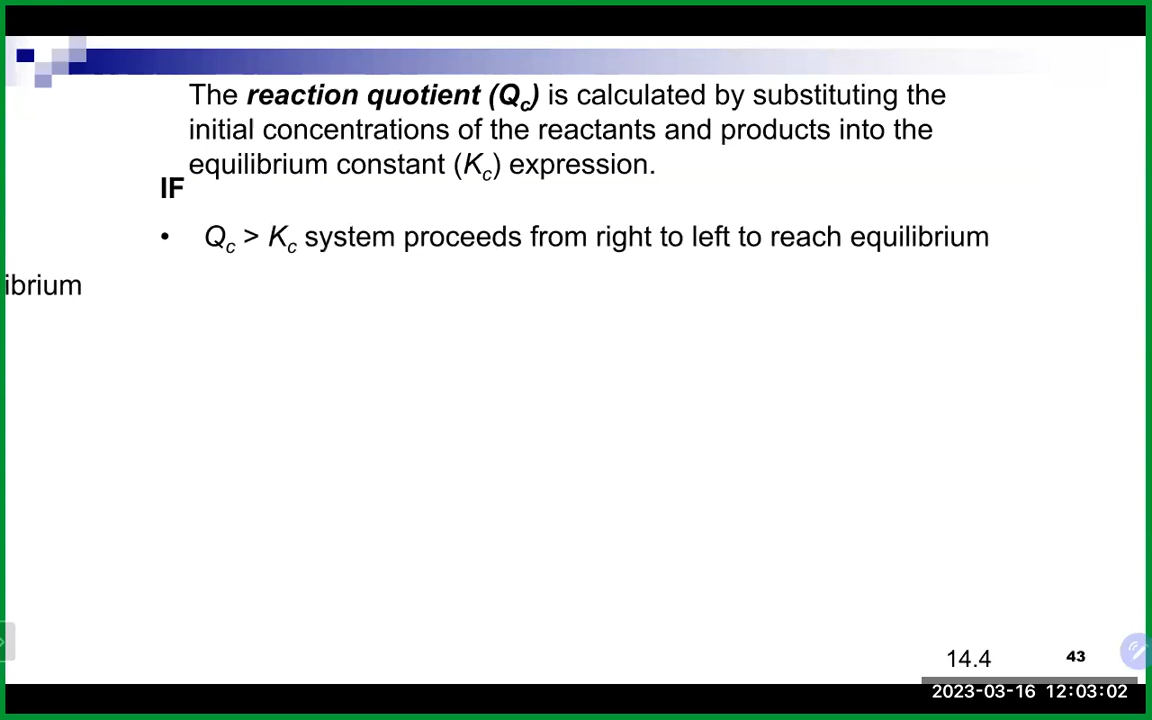 The reaction quotient (Qc) is calculated by substituting the
initial concentrations of the reactants and products into the
equilibrium constant (Kc) expression.
IF
• Qc > Kc system proceeds from right to left to reach equilibrium
ibrium
14.4
43
2023-03-16 12:03:02